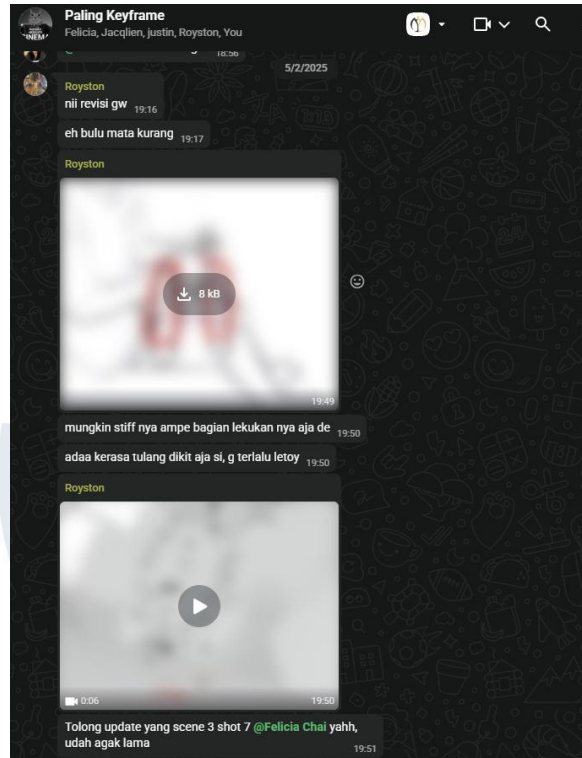 Paling Keyframe
Felicia, Jacqlien, justin, Royston, You
18:56
5/2/2025
Royston
nii revisi gw 19:16
eh bulu mata kurang 19:17
Royston
8 kB
19:49
mungkin stiff nya ampe bagian lekukan nya aja de 19:50
adaa kerasa tulang dikit aja si, g terlalu letoy 19:50
Royston
0:06 19:50
Tolong update yang scene 3 shot 7 @Felicia Chai yahh,
udah agak lama 19:51